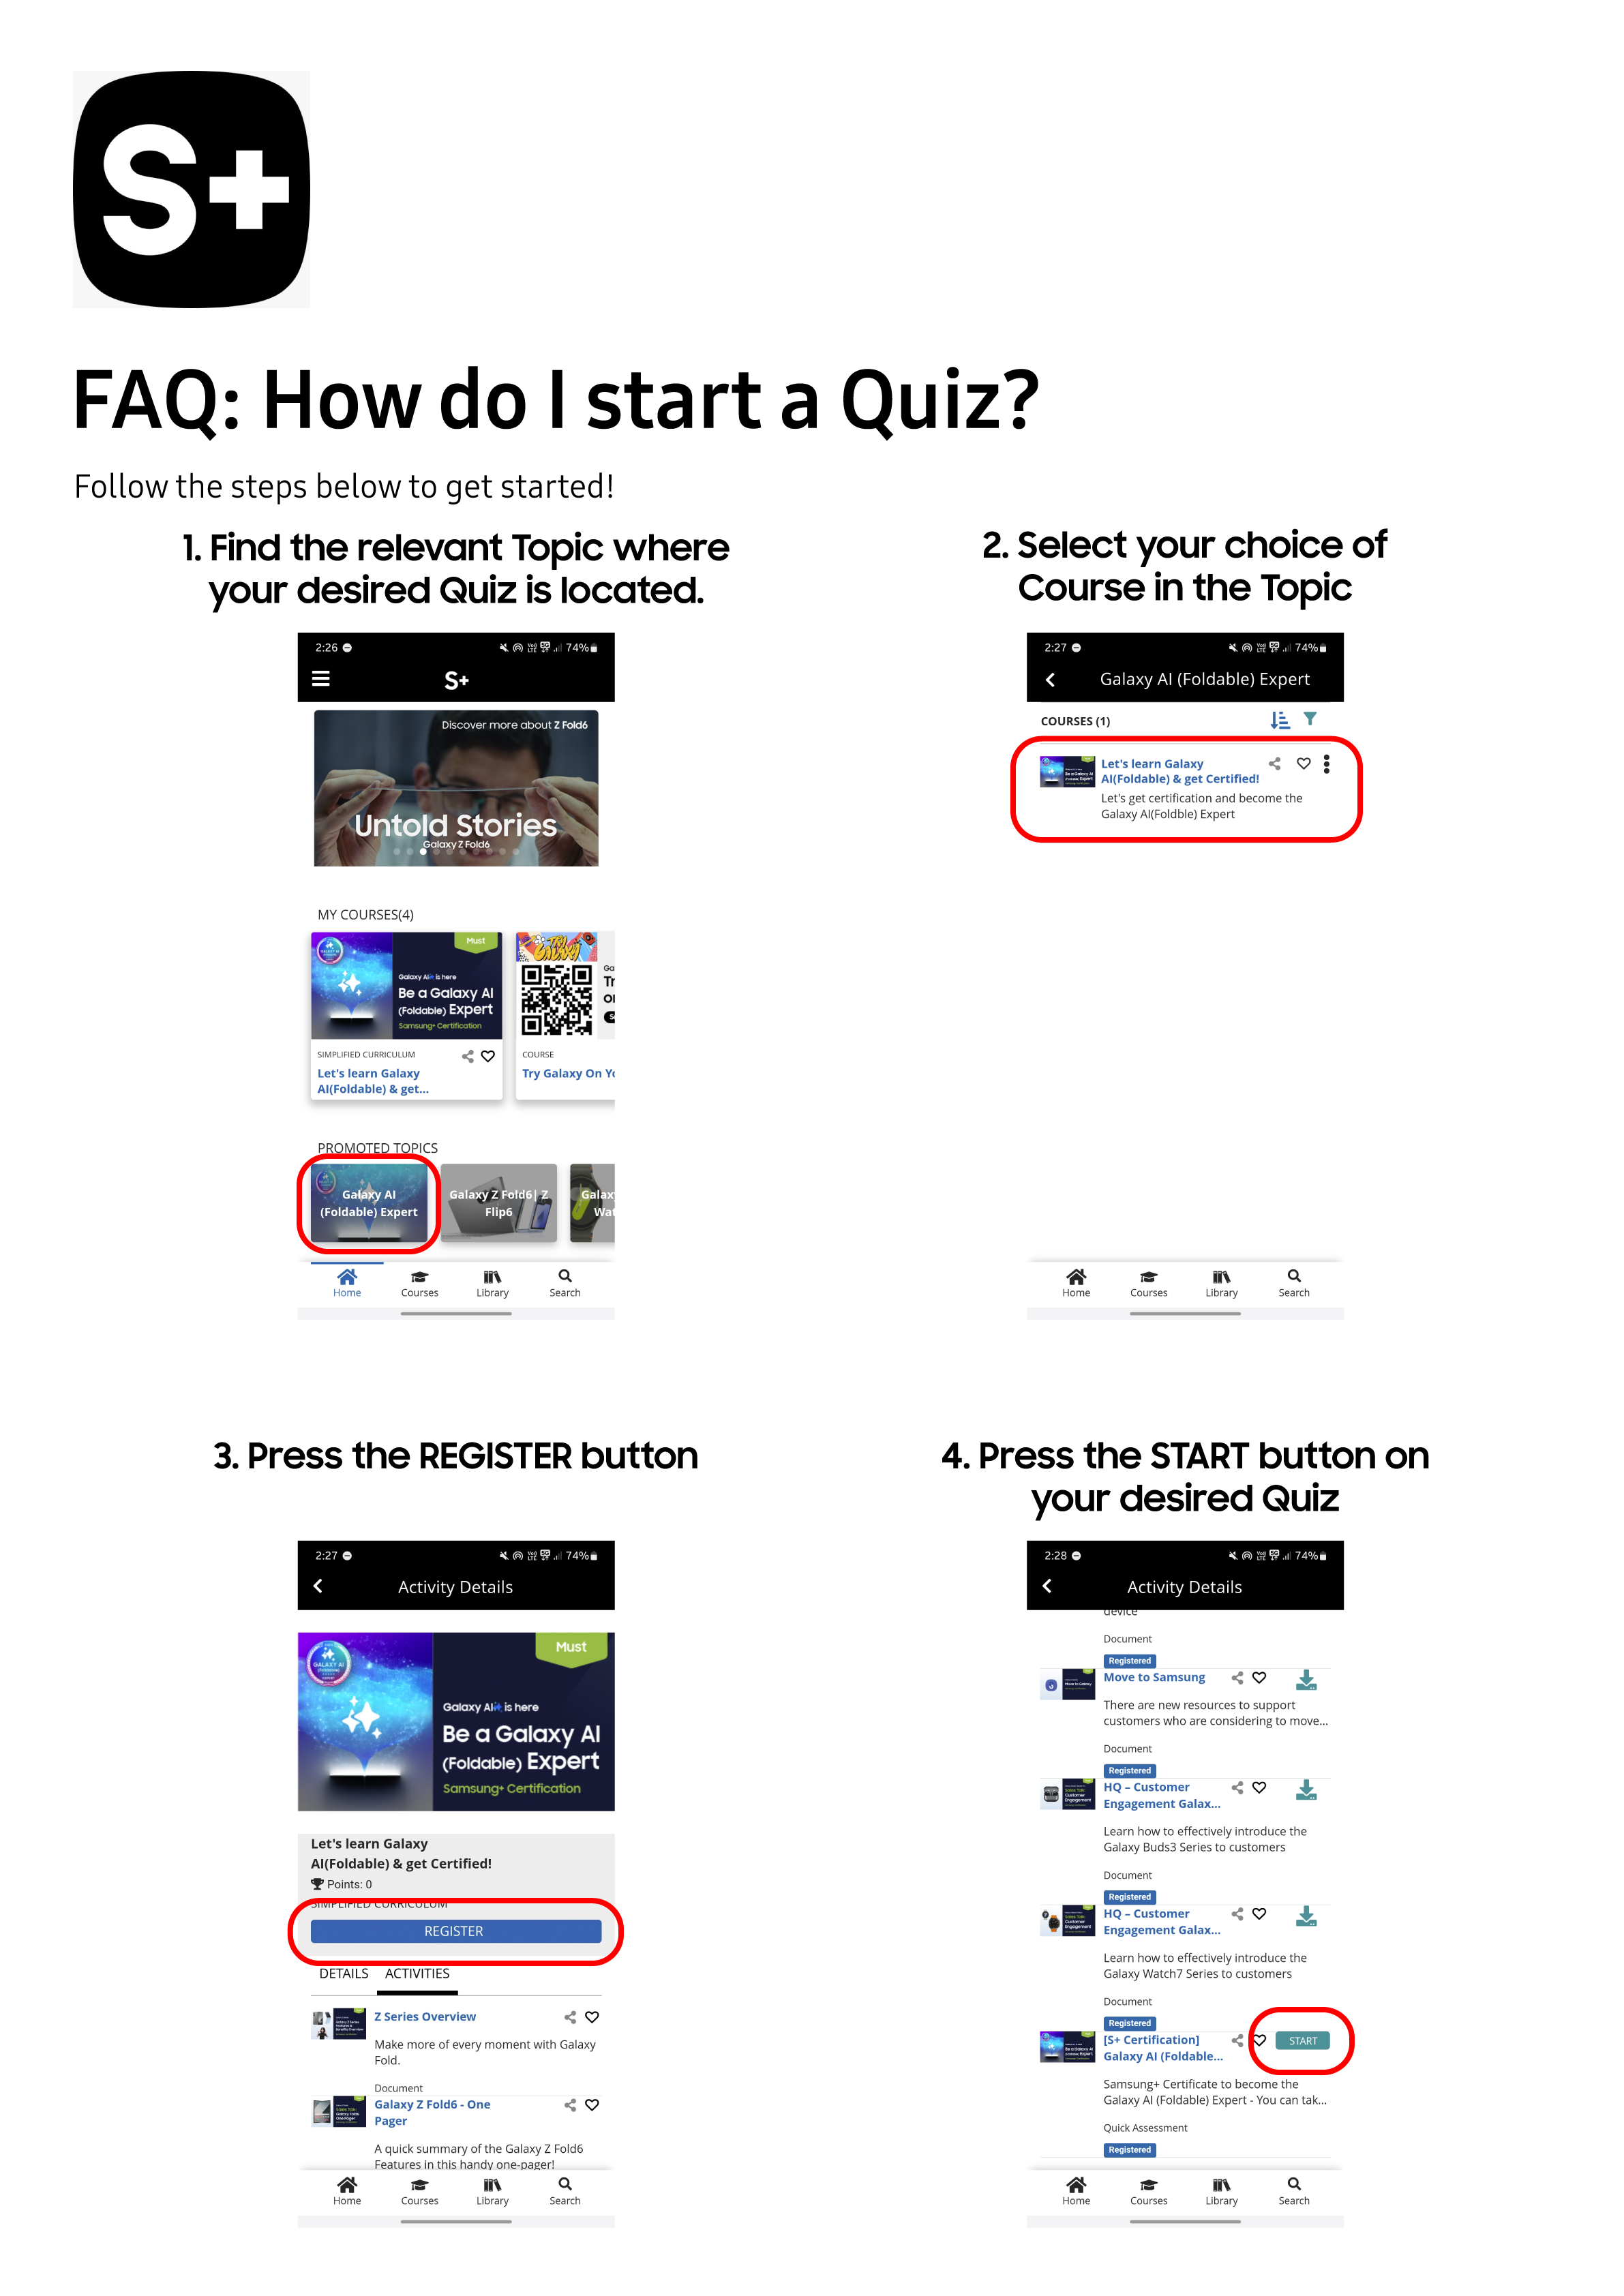 S+
FAQ: How do I start a Quiz?
Follow the steps below to get started!
1. Find the relevant Topic where
your desired Quiz is located.
2:26
74%
S+
Discover more about Z Fold6
Untold Stories
Galaxy Z Fold6
MY COURSES(4)
Must
Galaxy AI is here
Be a Galaxy AI
(Foldable) Expert
Samsung+ Certification
SIMPLIFIED CURRICULUM
Let's learn Galaxy
AI(Foldable) & get...
TRY
GALAXY
COURSE
Try Galaxy On
PROMOTED TOPICS
Galaxy AI
(Foldable) Expert
Galaxy Z Fold6| Z
Flip6
Home
Courses
Library
Search
2. Select your choice of
Course in the Topic
2:27
74%
Galaxy AI (Foldable) Expert
COURSES (1)
Let's learn Galaxy
AI(Foldable) & get Certified!
Let's get certification and become the
Galaxy AI(Foldble) Expert
Home
Courses
Library
Search
3. Press the REGISTER button
2:27
74%
Activity Details
GALAXY AI
Must
Galaxy AI is here
Be a Galaxy AI
(Foldable) Expert
Samsung+ Certification
Let's learn Galaxy
AI(Foldable) & get Certified!
Points: 0
SIMPLIFIED CURRICULUM
REGISTER
DETAILS ACTIVITIES
Z Series Overview
Make more of every moment with Galaxy
Fold.
Document
Galaxy Z Fold6 - One
Pager
A quick summary of the Galaxy Z Fold6
Features in this handy one-pager!
Home
Courses
Library
Search
4. Press the START button on
your desired Quiz
2:28
74%
Activity Details
device
Document
Registered
Move to Samsung
There are new resources to support
customers who are considering to move...
Document
Registered
HQ – Customer
Engagement Galax...
Learn how to effectively introduce the
Galaxy Buds3 Series to customers
Document
Registered
HQ – Customer
Engagement Galax...
Learn how to effectively introduce the
Galaxy Watch7 Series to customers
Document
Registered
[S+ Certification]
Galaxy AI (Foldable...
START
Samsung+ Certificate to become the
Galaxy AI (Foldable) Expert - You can tak...
Quick Assessment
Registered
Home
Courses
Library
Search